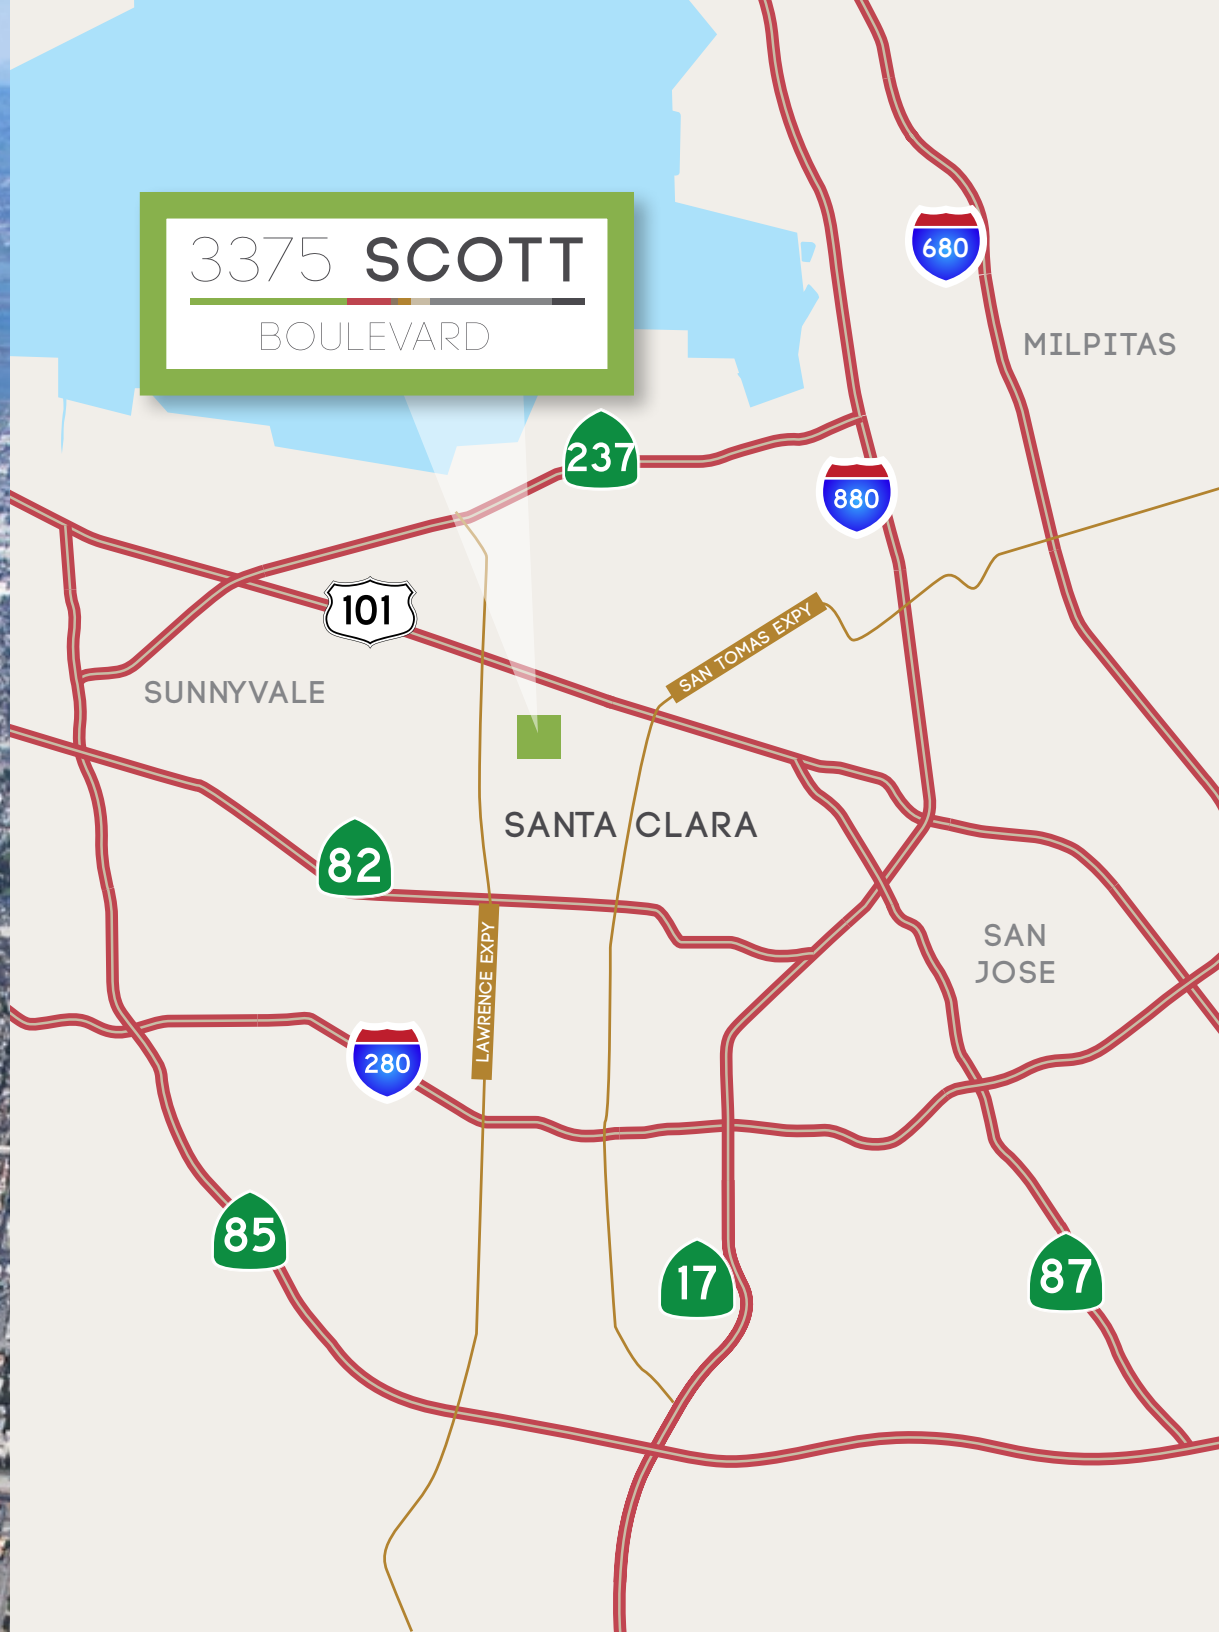 3375 SCOTT
BOULEVARD
680
MILPITAS
237
880
101
SAN TOMAS EXPY
SUNNYVALE
SANTA CLARA
82
SAN
JOSE
LAWRENCE EXPY
280
85
17
87